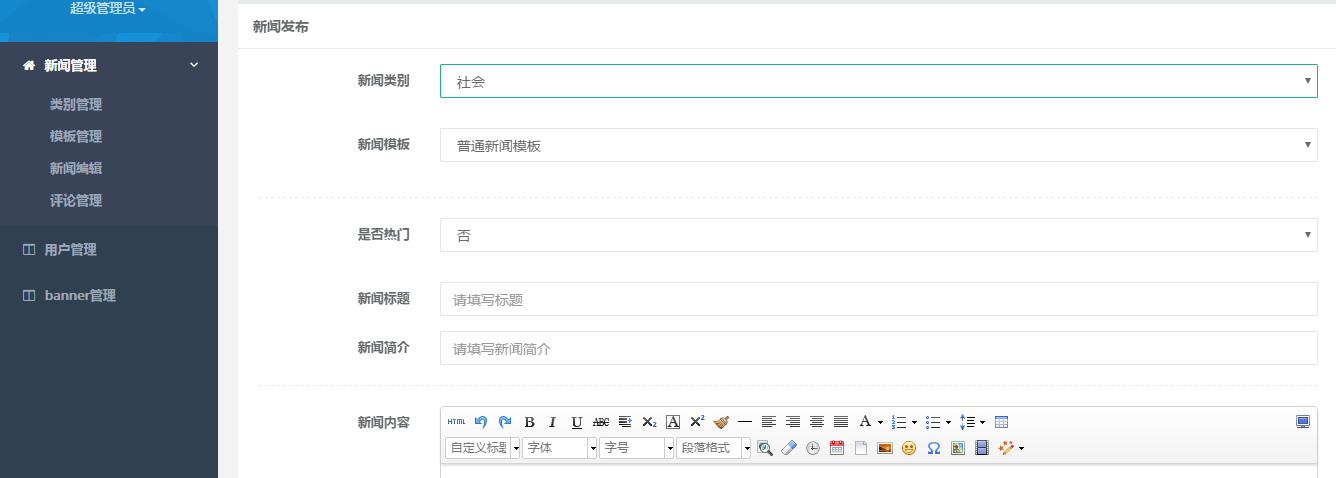 超级管理员
新闻管理
类别管理
模板管理
新闻编辑
评论管理
用户管理
banner管理
新闻发布
新闻类别 社会
新闻模板 普通新闻模板
是否热门 否
新闻标题 请填写标题
新闻简介 请填写新闻简介
新闻内容
HTML B I U ABC X₂ A X² A
自定义标题 字体 字号 段落格式 Ω